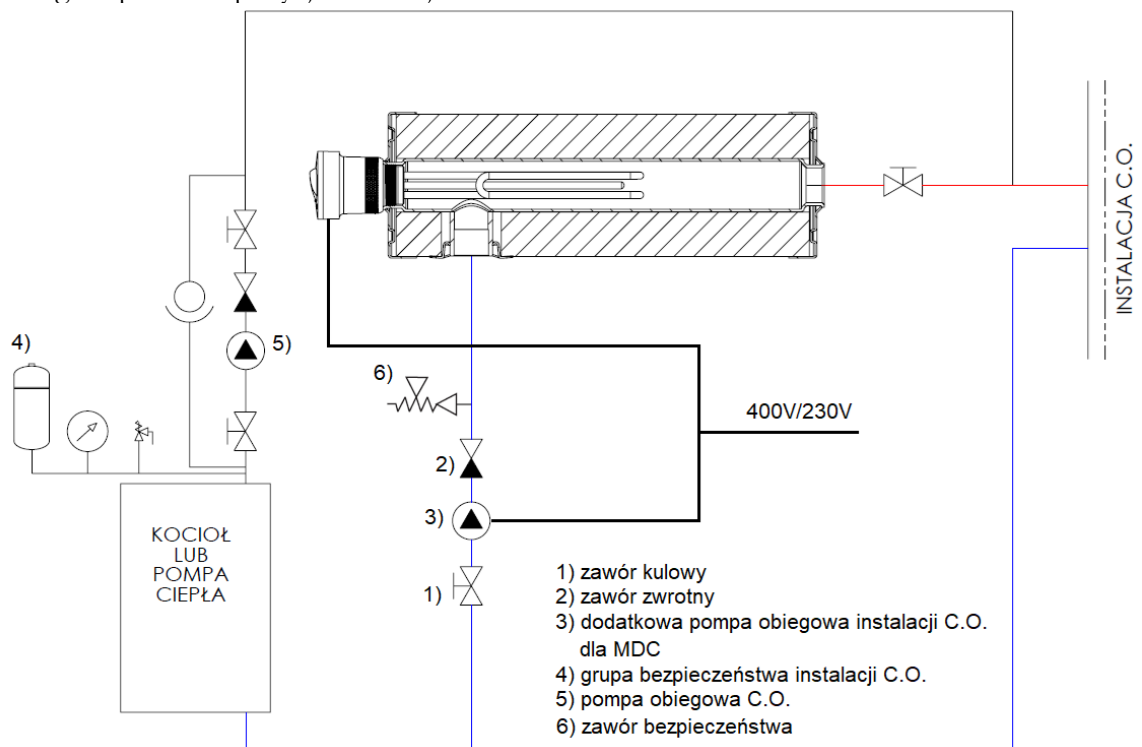 INSTALACJA C.O.
5)
4)
6)
400V/230V
2)
3)
KOCIOŁ
LUB
POMPA
CIEPŁA
1)
1) zawór kulowy
2) zawór zwrotny
3) dodatkowa pompa obiegowa instalacji C.O.
dla MDC
4) grupa bezpieczeństwa instalacji C.O.
5) pompa obiegowa C.O.
6) zawór bezpieczeństwa